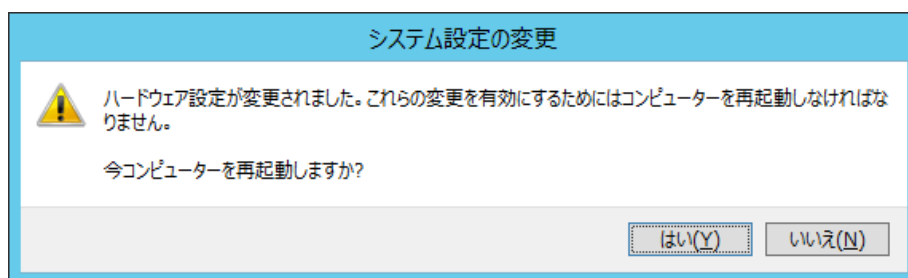 システム設定の変更
ハードウェア設定が変更されました。これらの変更を有効にするためにはコンピューターを再起動しなければな
りません。
今コンピューターを再起動しますか?
はい(Y) いいえ(N)